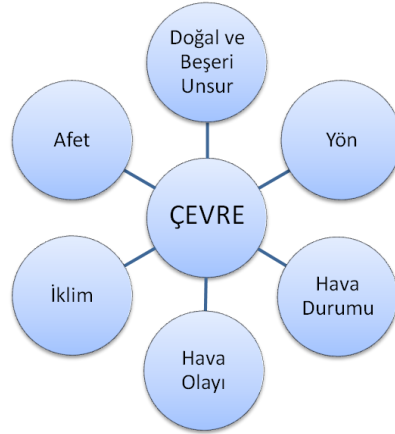 Doğal ve
Beşeri
Unsur
Afet
Yön
ÇEVRE
İklim
Hava
Durumu
Hava
Olayı